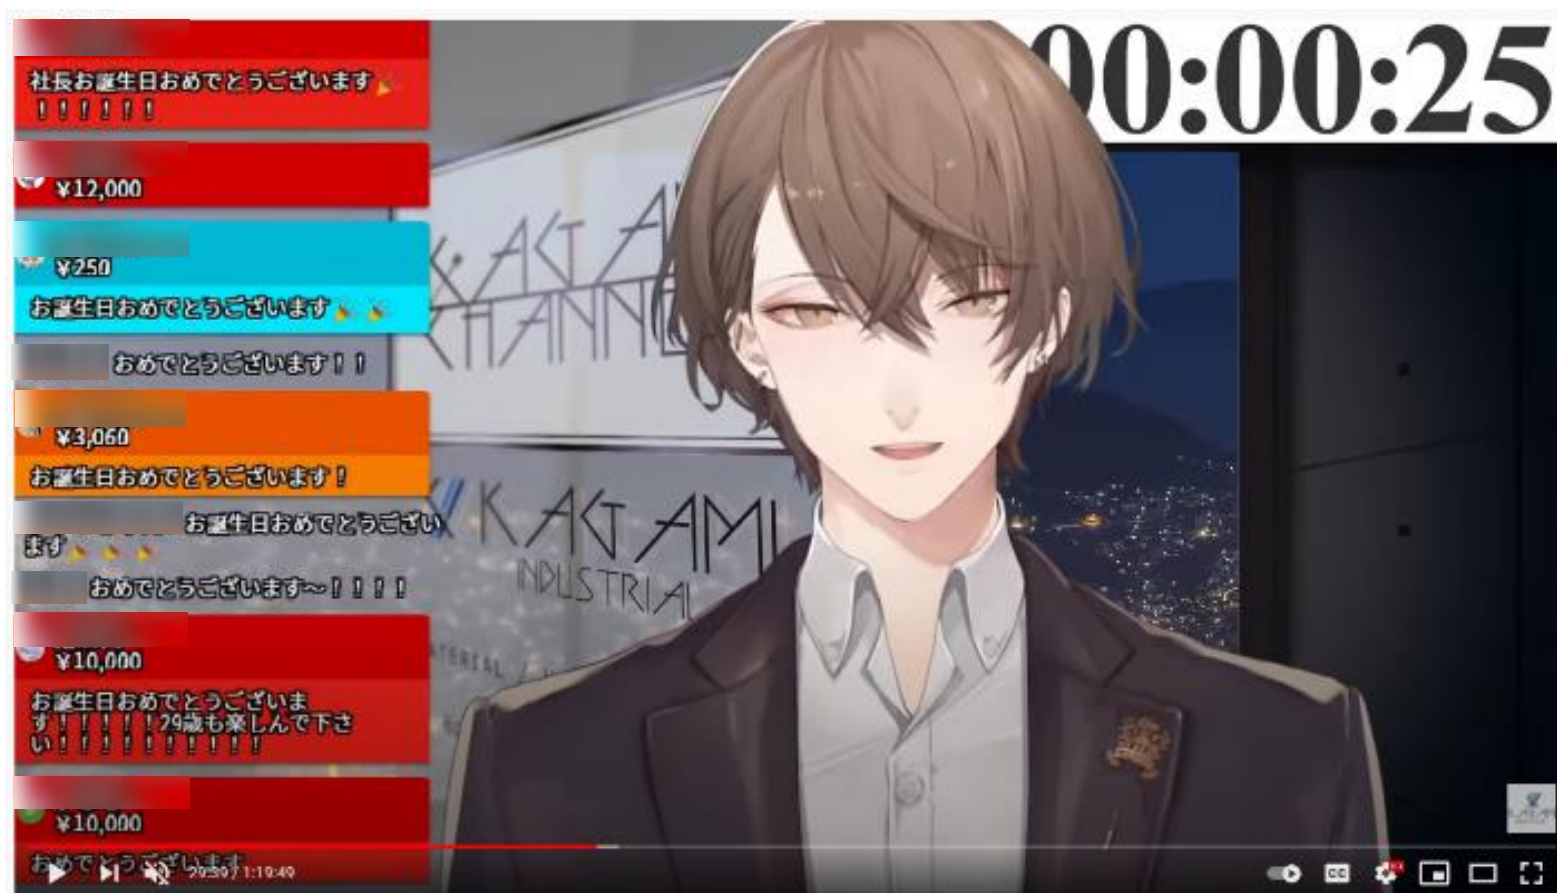 社長お誕生日おめでとうございます🎉
！！！！！！
¥12,000
¥250
お誕生日おめでとうございます🎉🎉
おめでとうございます！！
¥3,060
お誕生日おめでとうございます！
お誕生日おめでとうござい
ます🎉🎉🎉
おめでとうございます〜！！！！
¥10,000
お誕生日おめでとうございま
す！！！！！29歳も楽しんで下さ
い！！！！！！！！！！
¥10,000
おめでとうございます
29:59 / 1:19:49
00:00:25
KAGAMI
CHANNEL
KAGAMI
INDUSTRIAL
CC